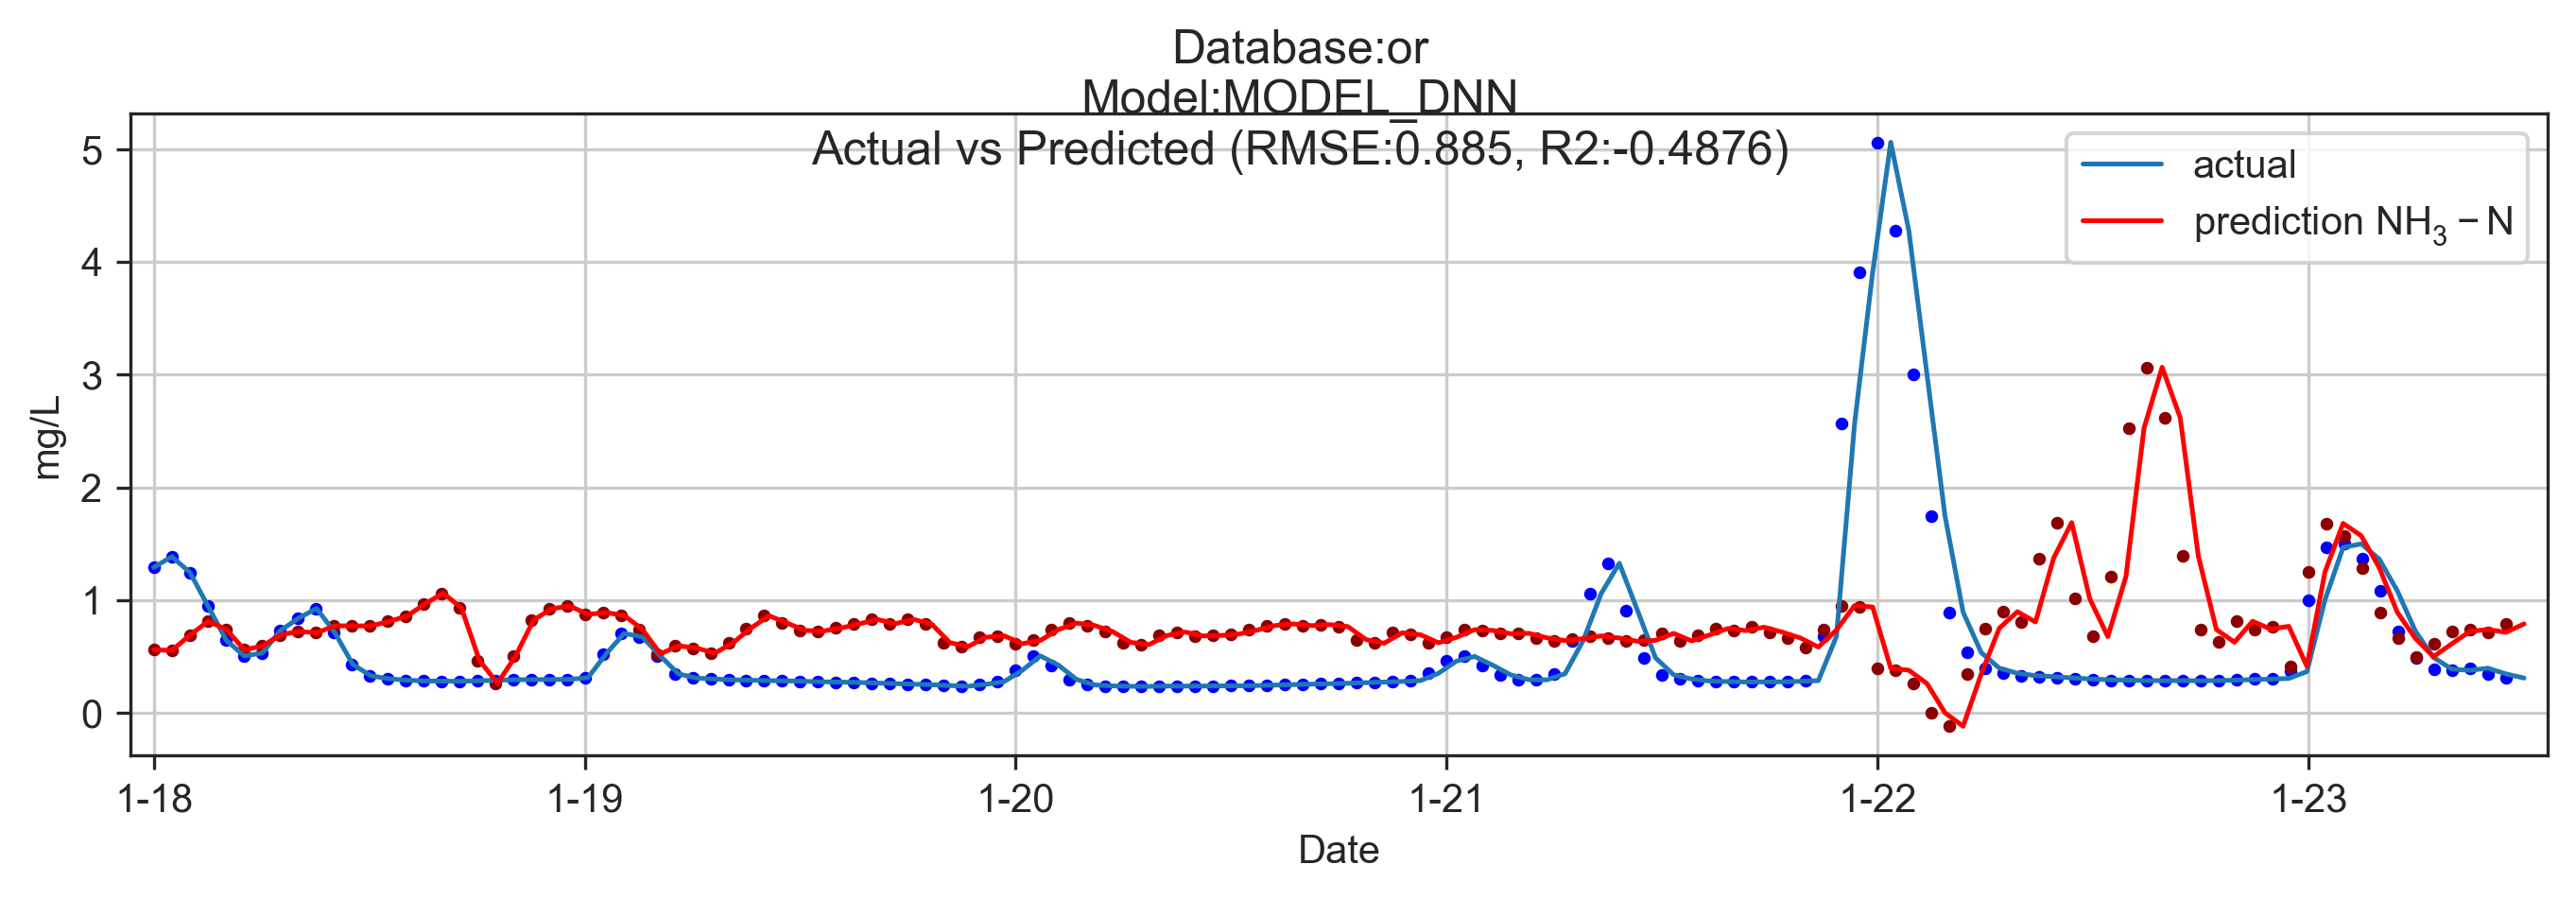 Database:or
Model:MODEL_DNN
Actual vs Predicted (RMSE:0.885, R2:-0.4876)
actual
prediction NH₃ − N
mg/L
5
4
3
2
1
0
1-18 1-19 1-20 1-21 1-22 1-23
Date